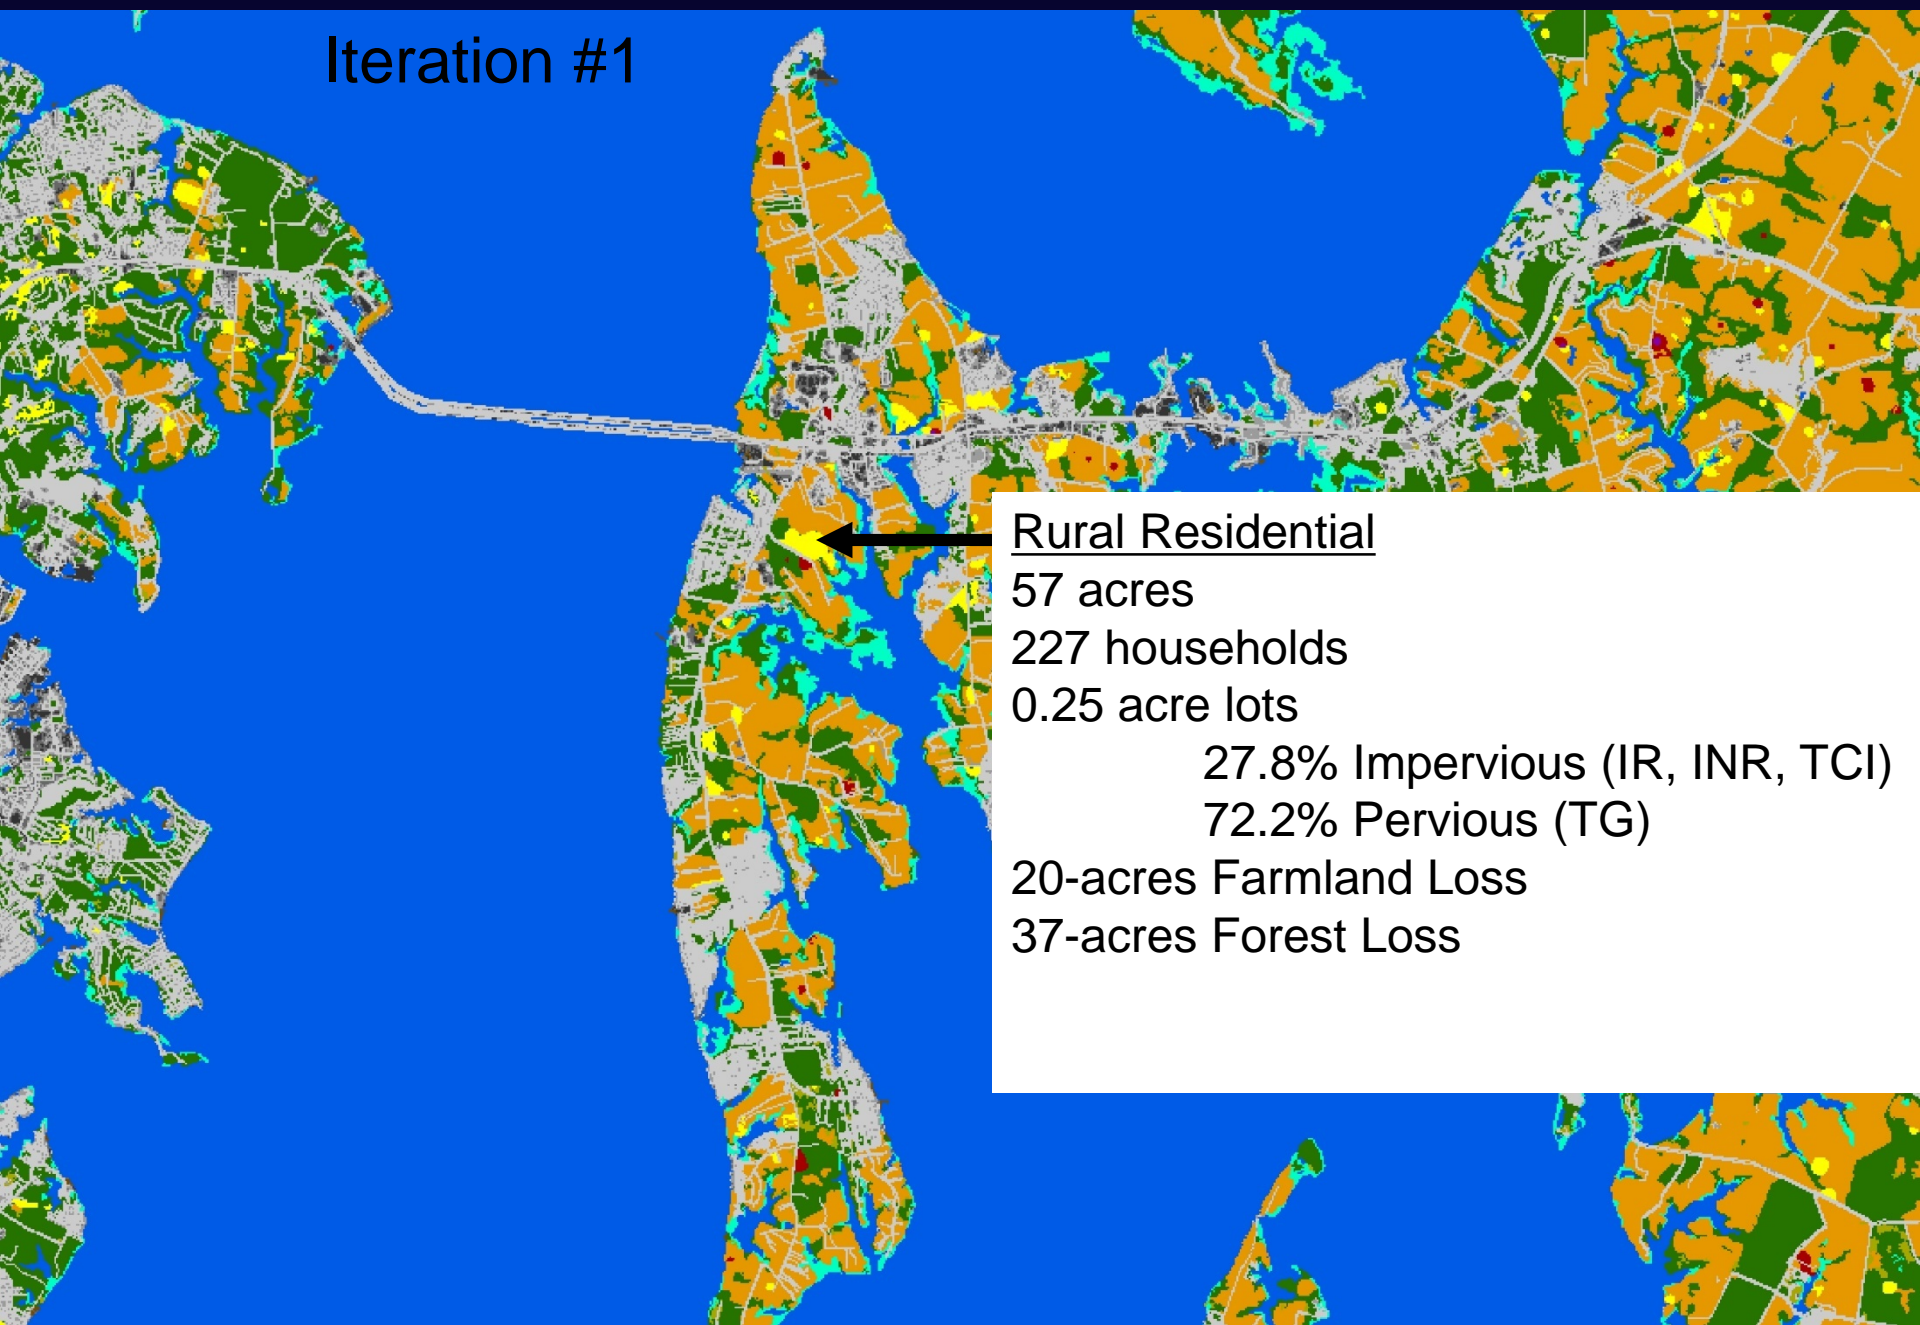 Iteration #1
Rural Residential
57 acres
227 households
0.25 acre lots
27.8% Impervious (IR, INR, TCI)
72.2% Pervious (TG)
20-acres Farmland Loss
37-acres Forest Loss